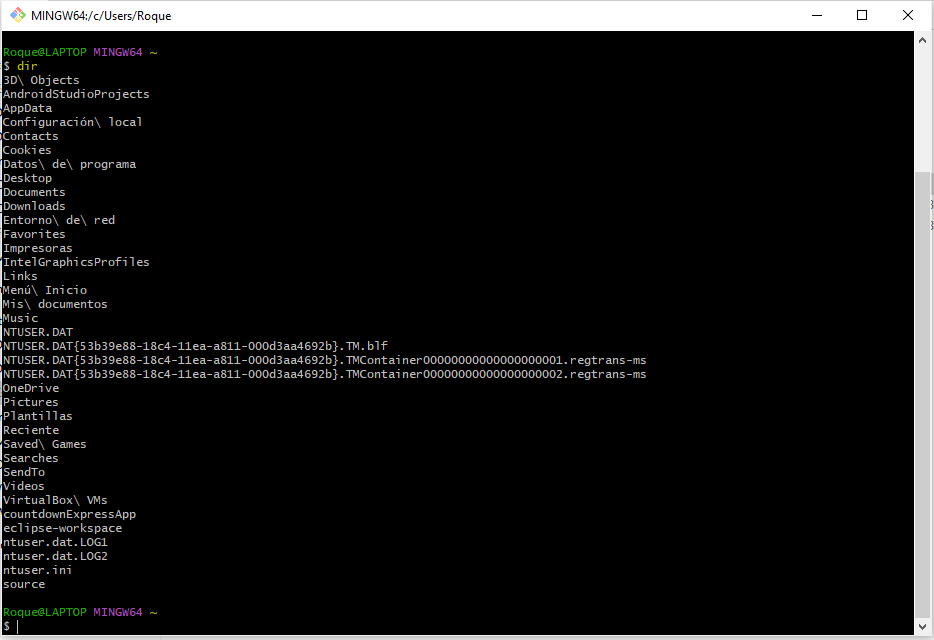 MINGW64:/c/Users/Roque
Roque@LAPTOP MINGW64 ~
$ dir
3D\ Objects
AndroidStudioProjects
AppData
Configuración\ local
Contacts
Cookies
Datos\ de\ programa
Desktop
Documents
Downloads
Entorno\ de\ red
Favorites
Impresoras
IntelGraphicsProfiles
Links
Menú\ Inicio
Mis\ documentos
Music
NTUSER.DAT
NTUSER.DAT{53b39e88-18c4-11ea-a811-000d3aa4692b}.TM.blf
NTUSER.DAT{53b39e88-18c4-11ea-a811-000d3aa4692b}.TMContainer00000000000000000001.regtrans-ms
NTUSER.DAT{53b39e88-18c4-11ea-a811-000d3aa4692b}.TMContainer00000000000000000002.regtrans-ms
OneDrive
Pictures
Plantillas
Reciente
Saved\ Games
Searches
SendTo
Videos
VirtualBox\ VMs
countdownExpressApp
eclipse-workspace
ntuser.dat.LOG1
ntuser.dat.LOG2
ntuser.ini
source
Roque@LAPTOP MINGW64 ~
$